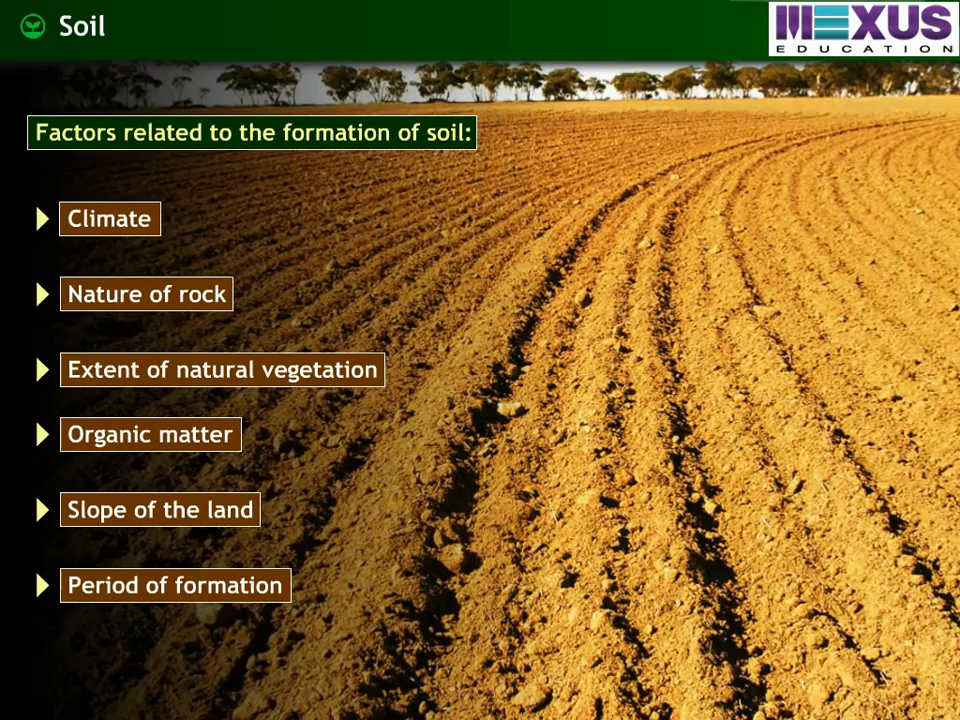 Soil
MEXUS
EDUCATION
Factors related to the formation of soil:
Climate
Nature of rock
Extent of natural vegetation
Organic matter
Slope of the land
Period of formation